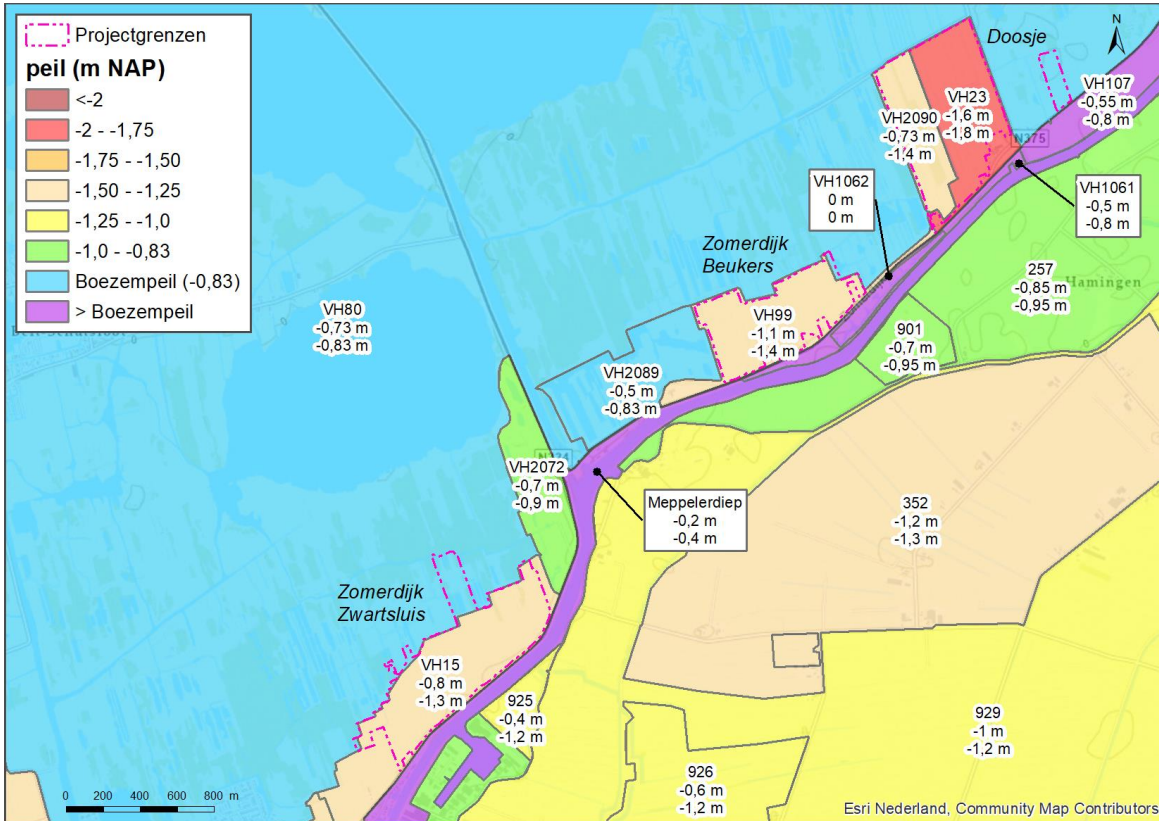 Projectgrenzen
peil (m NAP)
<-2
-2 - -1,75
-1,75 - -1,50
-1,50 - -1,25
-1,25 - -1,0
-1,0 - -0,83
Boezempeil (-0,83)
> Boezempeil
Doosje
N
VH107
-0,55 m
-0,8 m
VH23
-1,6 m
-1,8 m
N375
VH2090
-0,73 m
-1,4 m
VH1062
0 m
0 m
VH1061
-0,5 m
-0,8 m
Zomerdijk
Beukers
257
-0,85 m
-0,95 m
Hamingen
VH80
-0,73 m
-0,83 m
VH99
-1,1 m
-1,4 m
901
-0,7 m
-0,95 m
VH2089
-0,5 m
-0,83 m
VH2072
-0,7 m
-0,9 m
Meppelerdiep
-0,2 m
-0,4 m
352
-1,2 m
-1,3 m
Zomerdijk
Zwartsluis
VH15
-0,8 m
-1,3 m
925
-0,4 m
-1,2 m
929
-1 m
-1,2 m
926
-0,6 m
-1,2 m
0 200 400 600 800 m
Esri Nederland, Community Map Contributors